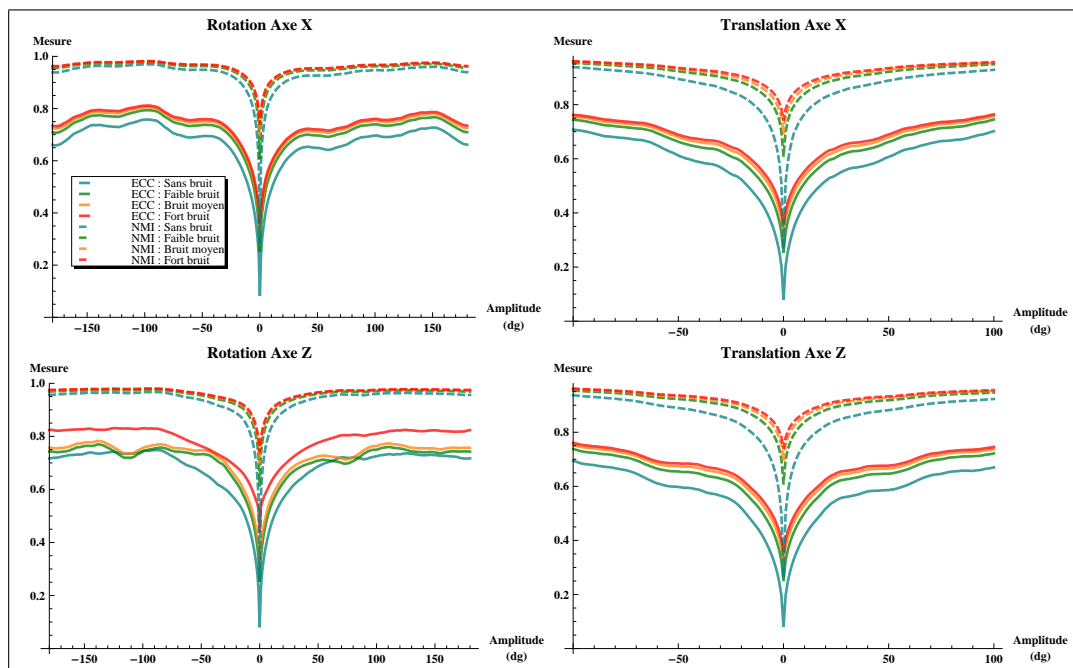 Rotation Axe X
Mesure
1.0
0.8
0.6
0.4
0.2
ECC : Sans bruit
ECC : Faible bruit
ECC : Bruit moyen
ECC : Fort bruit
NMI : Sans bruit
NMI : Faible bruit
NMI : Bruit moyen
NMI : Fort bruit
−150 −100 −50 0 50 100 150
Amplitude
(dg)
Translation Axe X
Mesure
1.0
0.8
0.6
0.4
0.2
−50 0 50 100
Amplitude
(dg)
Rotation Axe Z
Mesure
1.0
0.8
0.6
0.4
0.2
−150 −100 −50 0 50 100 150
Amplitude
(dg)
Translation Axe Z
Mesure
1.0
0.8
0.6
0.4
0.2
−50 0 50 100
Amplitude
(dg)